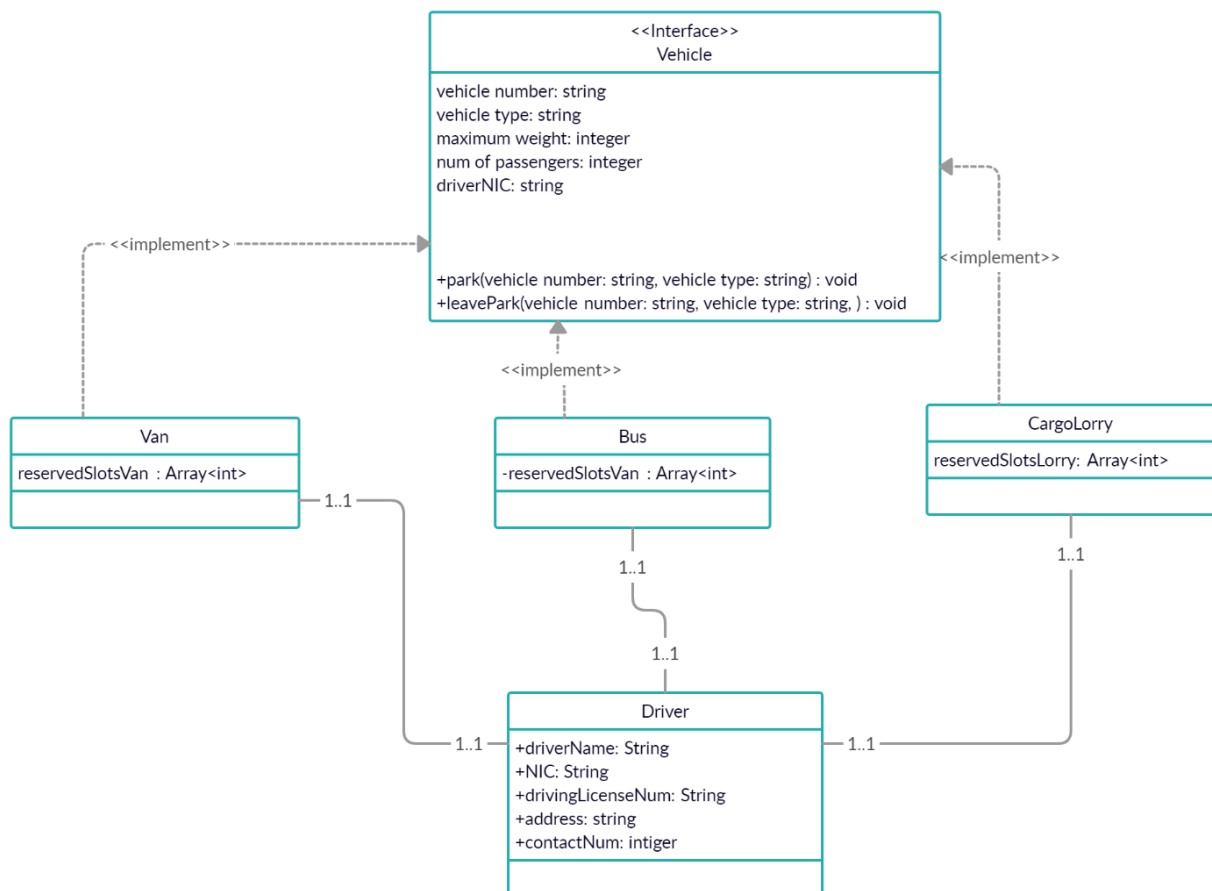 <<Interface>>
Vehicle
vehicle number: string
vehicle type: string
maximum weight: integer
num of passengers: integer
driverNIC: string
+park(vehicle number: string, vehicle type: string) : void
+leavePark(vehicle number: string, vehicle type: string, ) : void
<<implement>>
<<implement>>
<<implement>>
Van
reservedSlotsVan : Array<int>
Bus
-reservedSlotsVan : Array<int>
CargoLorry
reservedSlotsLorry: Array<int>
1..1
1..1
1..1
1..1
1..1
1..1
Driver
+driverName: String
+NIC: String
+drivingLicenseNum: String
+address: string
+contactNum: intiger